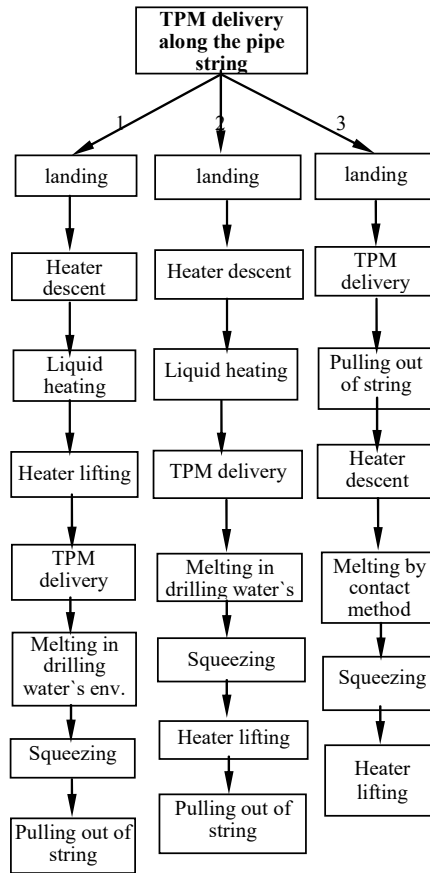 TPM delivery
along the pipe
string
1
2
3
landing
Heater
descent
Liquid
heating
Heater lifting
TPM
delivery
Melting in
drilling
water`s env.
Squeezing
Pulling out of
string
landing
Heater descent
Liquid heating
TPM delivery
Melting in
drilling water`s
Squeezing
Heater lifting
Pulling out of
string
landing
TPM
delivery
Pulling out
of string
Heater
descent
Melting by
contact
method
Squeezing
Heater
lifting